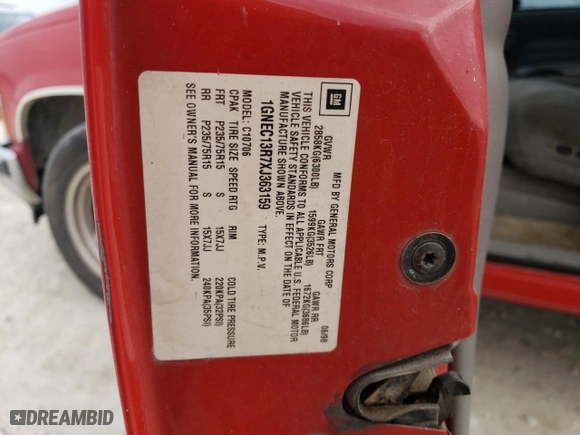 GM
MFD BY GENERAL MOTORS CORP 06/98
GVWR GAWR FRT GAWR RR
2858KG(6300LB) 1599KG(3526LB) 1672KG(3686LB)
THIS VEHICLE CONFORMS TO ALL APPLICABLE U.S. FEDERAL MOTOR
VEHICLE SAFETY STANDARDS IN EFFECT ON THE DATE OF
MANUFACTURE SHOWN ABOVE.
1GNEC13R7XJ363159 TYPE: M.P.V.
MODEL: C10706
CPAK TIRE SIZE SPEED RTG RIM COLD TIRE PRESSURE
FRT P235/75R15 S 15X7JJ 220KPA(32PSI)
RR P235/75R15 S 15X7JJ 240KPA(35PSI)
SEE OWNER'S MANUAL FOR MORE INFORMATION.
DREAMBID